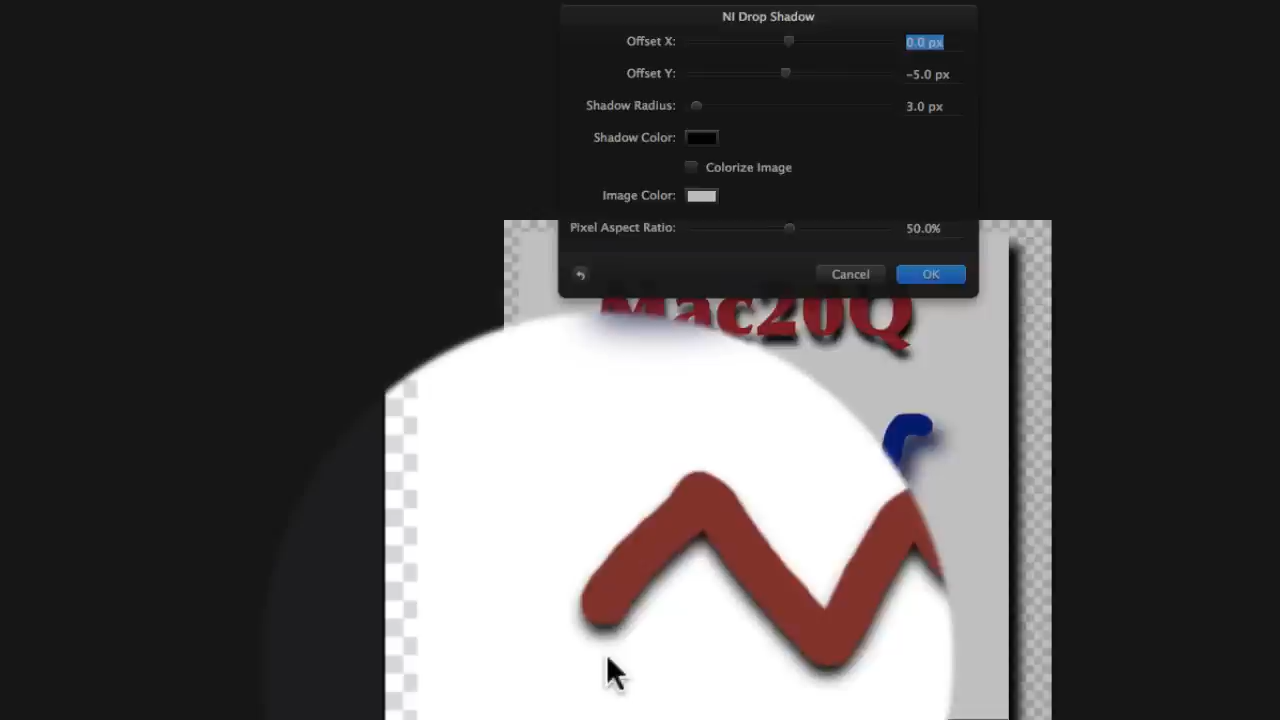 NI Drop Shadow
Offset X: 0.0 px
Offset Y: -5.0 px
Shadow Radius: 3.0 px
Shadow Color:
Colorize Image
Image Color:
Pixel Aspect Ratio: 50.0%
Cancel OK
Mac20Q